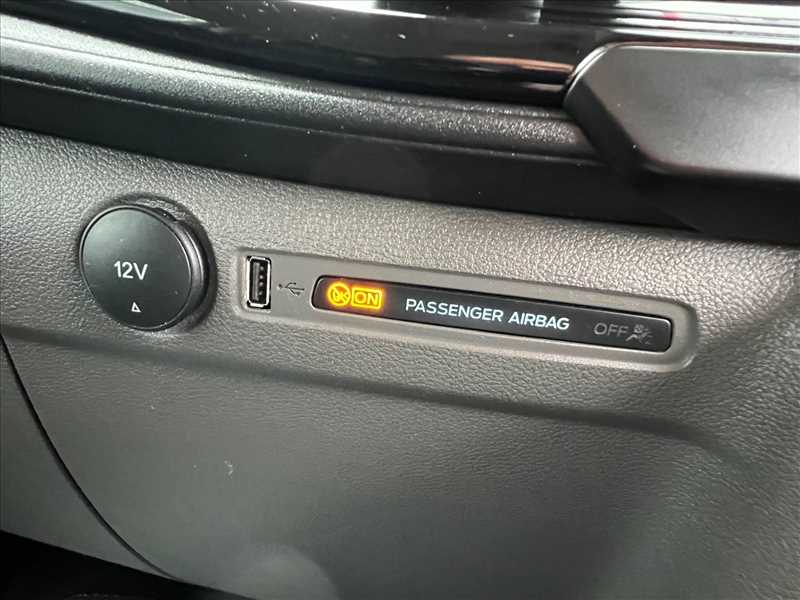 12V
ON PASSENGER AIRBAG OFF